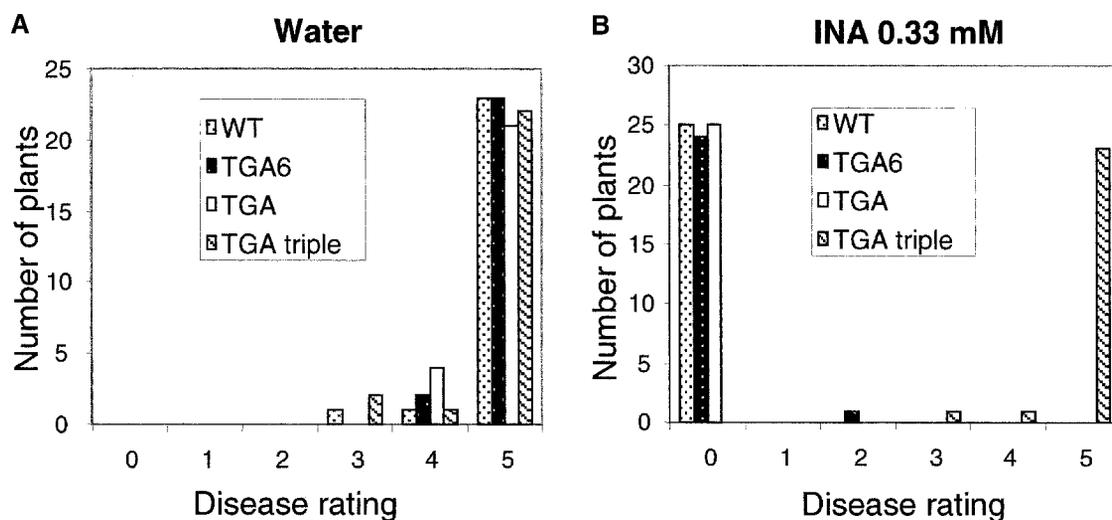 A
Water
25
20
15
10
5
0
Number of plants
WT
TGA6
TGA
TGA triple
0 1 2 3 4 5
Disease rating
B
INA 0.33 mM
30
25
20
15
10
5
0
Number of plants
WT
TGA6
TGA
TGA triple
0 1 2 3 4 5
Disease rating